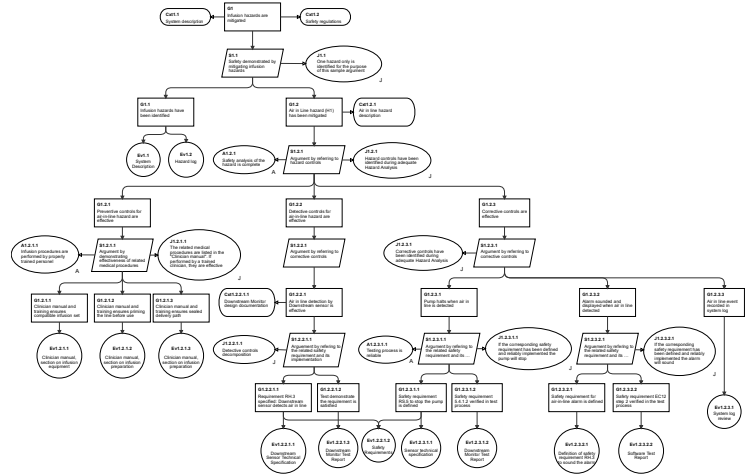 G1
Infusion hazards are
mitigated
Cxt1.1
System description
Cxt1.2
Safety regulations
S1.1
Safety demonstrated by
mitigating infusion
hazards
J1.1
One hazard only is
identified for the purpose
of this sample argument
J
G1.1
Infusion hazards have
been identified
G1.2
Air in Line hazard (H1)
has been mitigated
Cxt1.2.1
Air in line hazard
description
Ev1.1
System
Description
Ev1.2
Hazard log
A1.2.1
Safety analysis of the
hazard is complete
A
S1.2.1
Argument by referring to
hazard controls
J1.2.1
Hazard controls have been
identified during adequate
Hazard Analysis
J
G1.2.1
Preventive controls for
air-in-line hazard are
effective
G1.2.2
Detective controls for
air-in-line hazard are
effective
G1.2.3
Corrective controls are
effective
A1.2.1.1
Infusion procedures are
performed by properly
trained personnel
A
S1.2.1.1
Argument by
demonstrating
effectiveness of related
medical procedures
J1.2.1.1
The related medical
procedures are listed in the
"Clinician manual". If
performed by a trained
clinician, they are effective
J
S1.2.2.1
Argument by referring to
corrective controls
J1.2.3.1
Corrective controls have
been identified during
adequate Hazard Analysis
J
S1.2.3.1
Argument by referring to
corrective controls
G1.2.1.1
Clinician manual and
training ensures
compatible infusion set
G1.2.1.2
Clinician manual and
training ensures priming
the line before use
G1.2.1.3
Clinician manual and
training ensures sealed
delivery path
Cxt1.2.2.1.1
Downstream Monitor
design documentation
G1.2.2.1
Air in line detection by
Downstream sensor is
effective
G1.2.3.1
Pump halts when air in
line is detected
G1.2.3.2
Alarm sounded and
displayed when air in line
detected
G1.2.3.3
Air in line event
recorded in
system log
Ev1.2.1.1
Clinician manual,
section on infusion
equipment
Ev1.2.1.2
Clinician manual,
section on infusion
preparation
Ev1.2.1.3
Clinician manual,
section on infusion
preparation
J1.2.2.1.1
Detective controls
decomposition
J
S1.2.2.1.1
Argument by referring to
the related safety
requirement and its
implementation
A1.2.3.1.1
Testing process is
reliable
A
S1.2.3.1.1
Argument by referring to
the related safety
requirement and its ...
J1.2.3.1.1
If the corresponding
safety requirement has been defined
and reliably implemented the
pump will stop
J
S1.2.3.2.1
Argument by referring to
the related safety
requirement and its ...
J1.2.3.2.1
If the corresponding
safety requirement has
been defined and reliably
implemented the alarm
will sound
J
G1.2.2.1.1
Requirement RH.3
specified: Downstream
sensor detects air in line
G1.2.2.1.2
Test demonstrate
the requirement is
satisfied
G1.2.3.1.1
Safety requirement
to stop the pump
is defined
G1.2.3.1.2
Safety requirement
5.4.1.2 verified in test
process
G1.2.3.2.1
Safety requirement for
air-in-line alarm is defined
G1.2.3.2.2
Safety requirement EC12
step 2 verified in the test
process
Ev1.2.3.1
System log
review
Ev1.2.2.1.1
Downstream
Sensor Technical
Specification
Ev1.2.2.1.3
Downstream
Monitor Test
Report
Ev1.2.2.1.2
Safety
Requirements
Ev1.2.3.1.1
Sensor technical
specification
Ev1.2.3.1.2
Downstream
Monitor Test
Report
Ev1.2.3.2.1
Definition of safety
requirement RH.3
to sound the alarm
Ev1.2.3.2.2
Software Test
Report